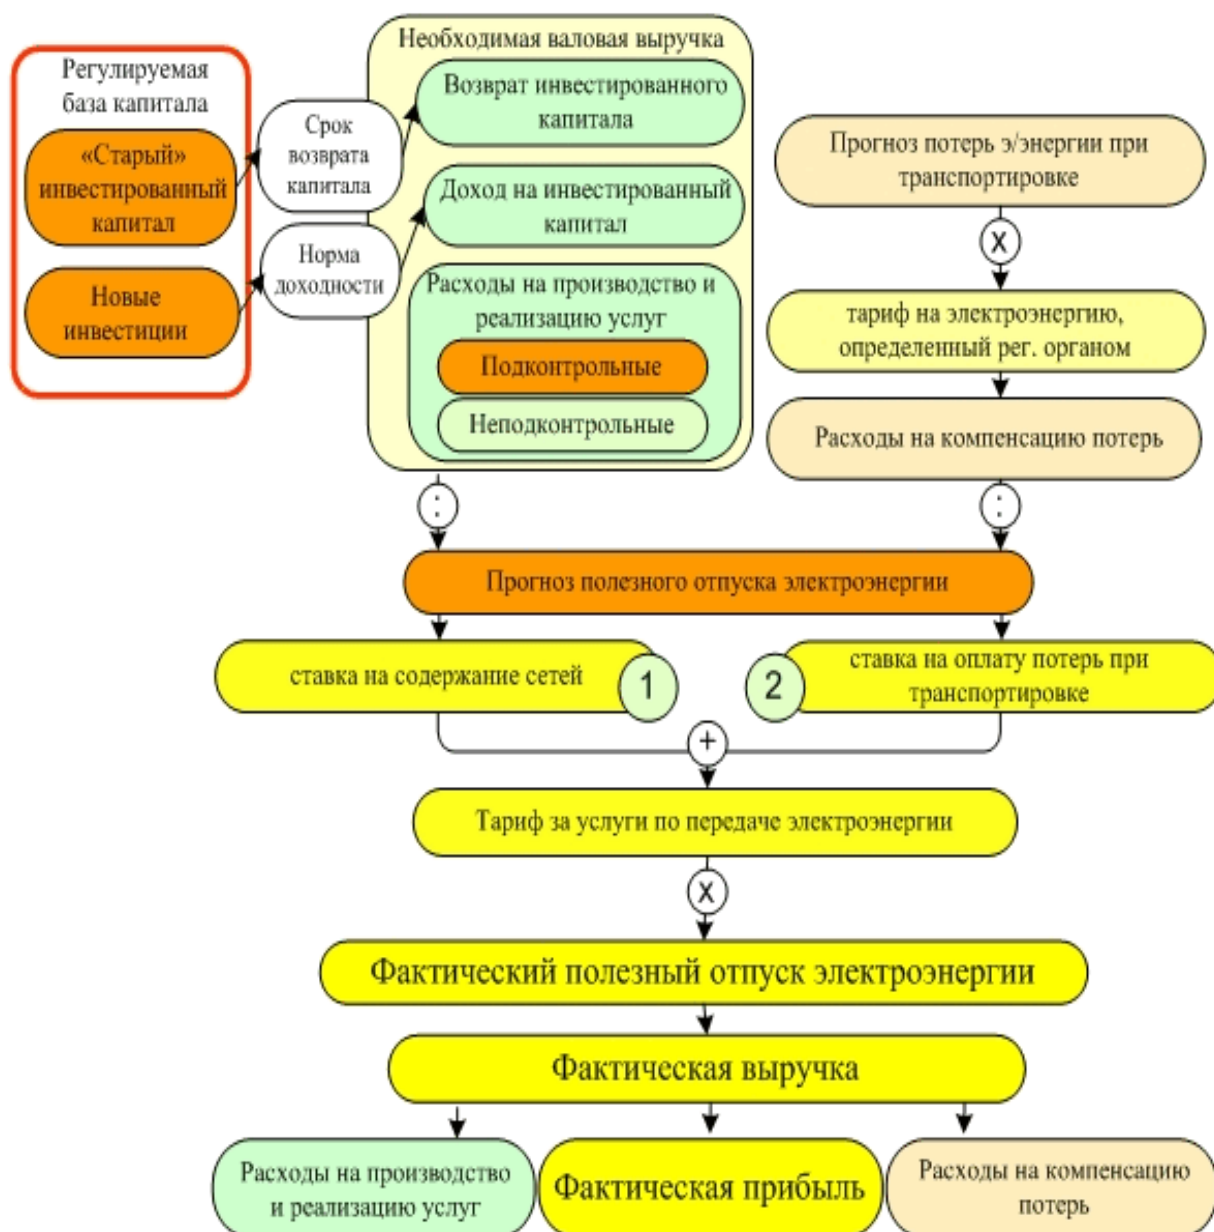 Регулируемая
база капитала
«Старый»
инвестированный
капитал
Новые
инвестиции
Срок
возврата
капитала
Норма
доходности
Необходимая валовая выручка
Возврат инвестированного
капитала
Доход на инвестированный
капитал
Расходы на производство и
реализацию услуг
Подконтрольные
Неподконтрольные
Прогноз потерь э/энергии при
транспортировке
X
тариф на электроэнергию,
определенный рег. органом
Расходы на компенсацию потерь
:
:
Прогноз полезного отпуска электроэнергии
ставка на содержание сетей
1
2
ставка на оплату потерь при
транспортировке
+
Тариф за услуги по передаче электроэнергии
X
Фактический полезный отпуск электроэнергии
Фактическая выручка
Расходы на производство
и реализацию услуг
Фактическая прибыль
Расходы на компенсацию
потерь